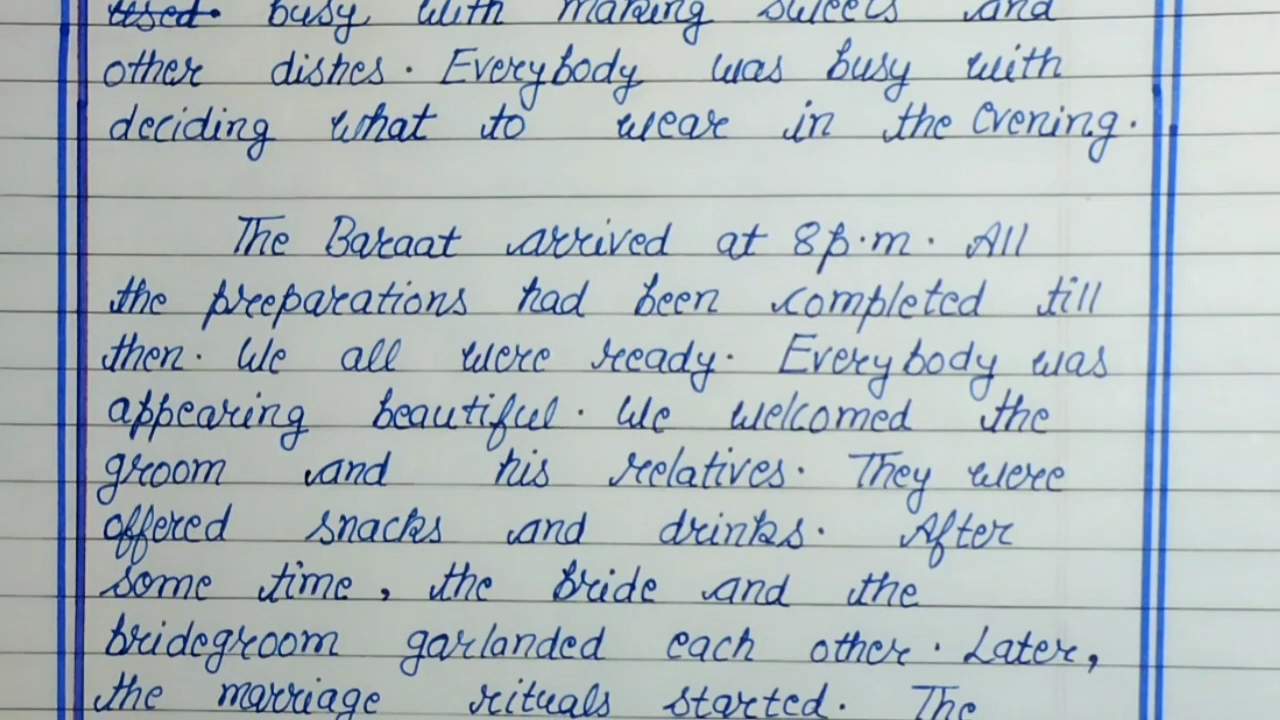 used busy with making sweets and
other dishes. Everybody was busy with
deciding what to wear in the evening.
The Baraat arrived at 8 p.m. All
the preparations had been completed till
then. We all were ready. Everybody was
appearing beautiful. We welcomed the
groom and his relatives. They were
offered snacks and drinks. After
some time, the bride and the
bridegroom garlanded each other. Later,
the marriage rituals started. The